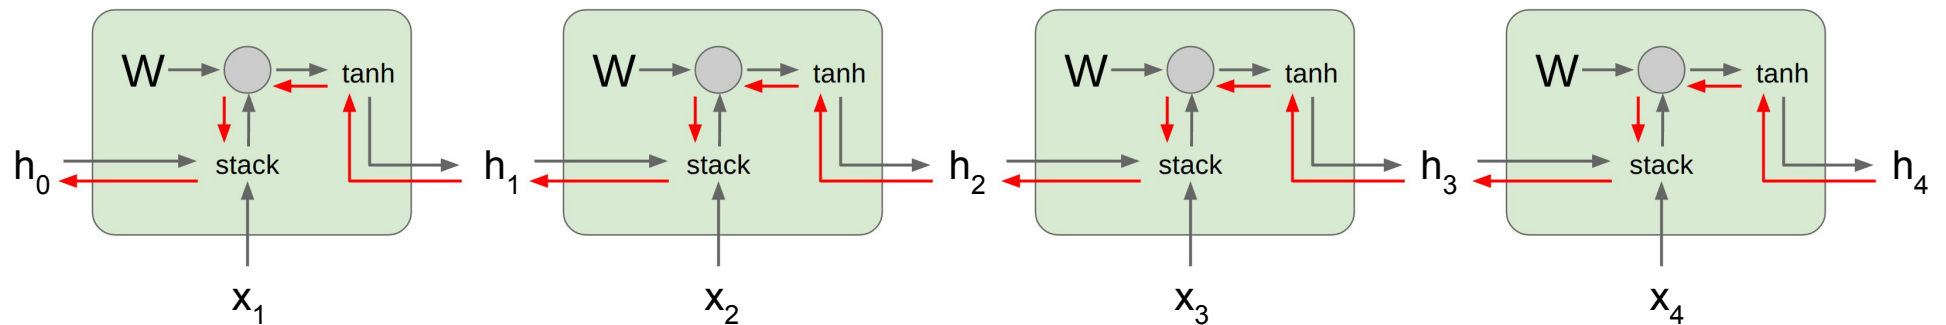 W tanh W tanh W tanh W tanh
h₀ stack h₁ stack h₂ stack h₃ stack h₄
x₁ x₂ x₃ x₄